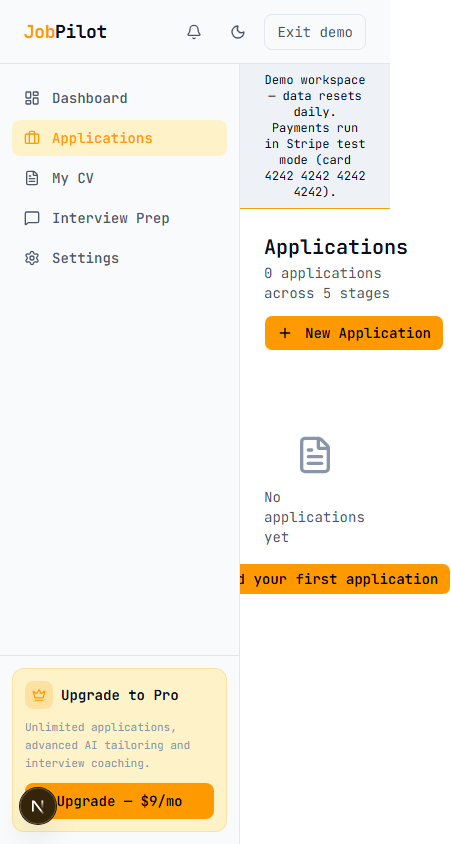 JobPilot
Exit demo
Dashboard
Applications
My CV
Interview Prep
Settings
Demo workspace
— data resets
daily.
Payments run
in Stripe test
mode (card
4242 4242 4242
4242).
Applications
0 applications
across 5 stages
+ New Application
No
applications
yet
your first application
Upgrade to Pro
Unlimited applications,
advanced AI tailoring and
interview coaching.
Upgrade — $9/mo
N